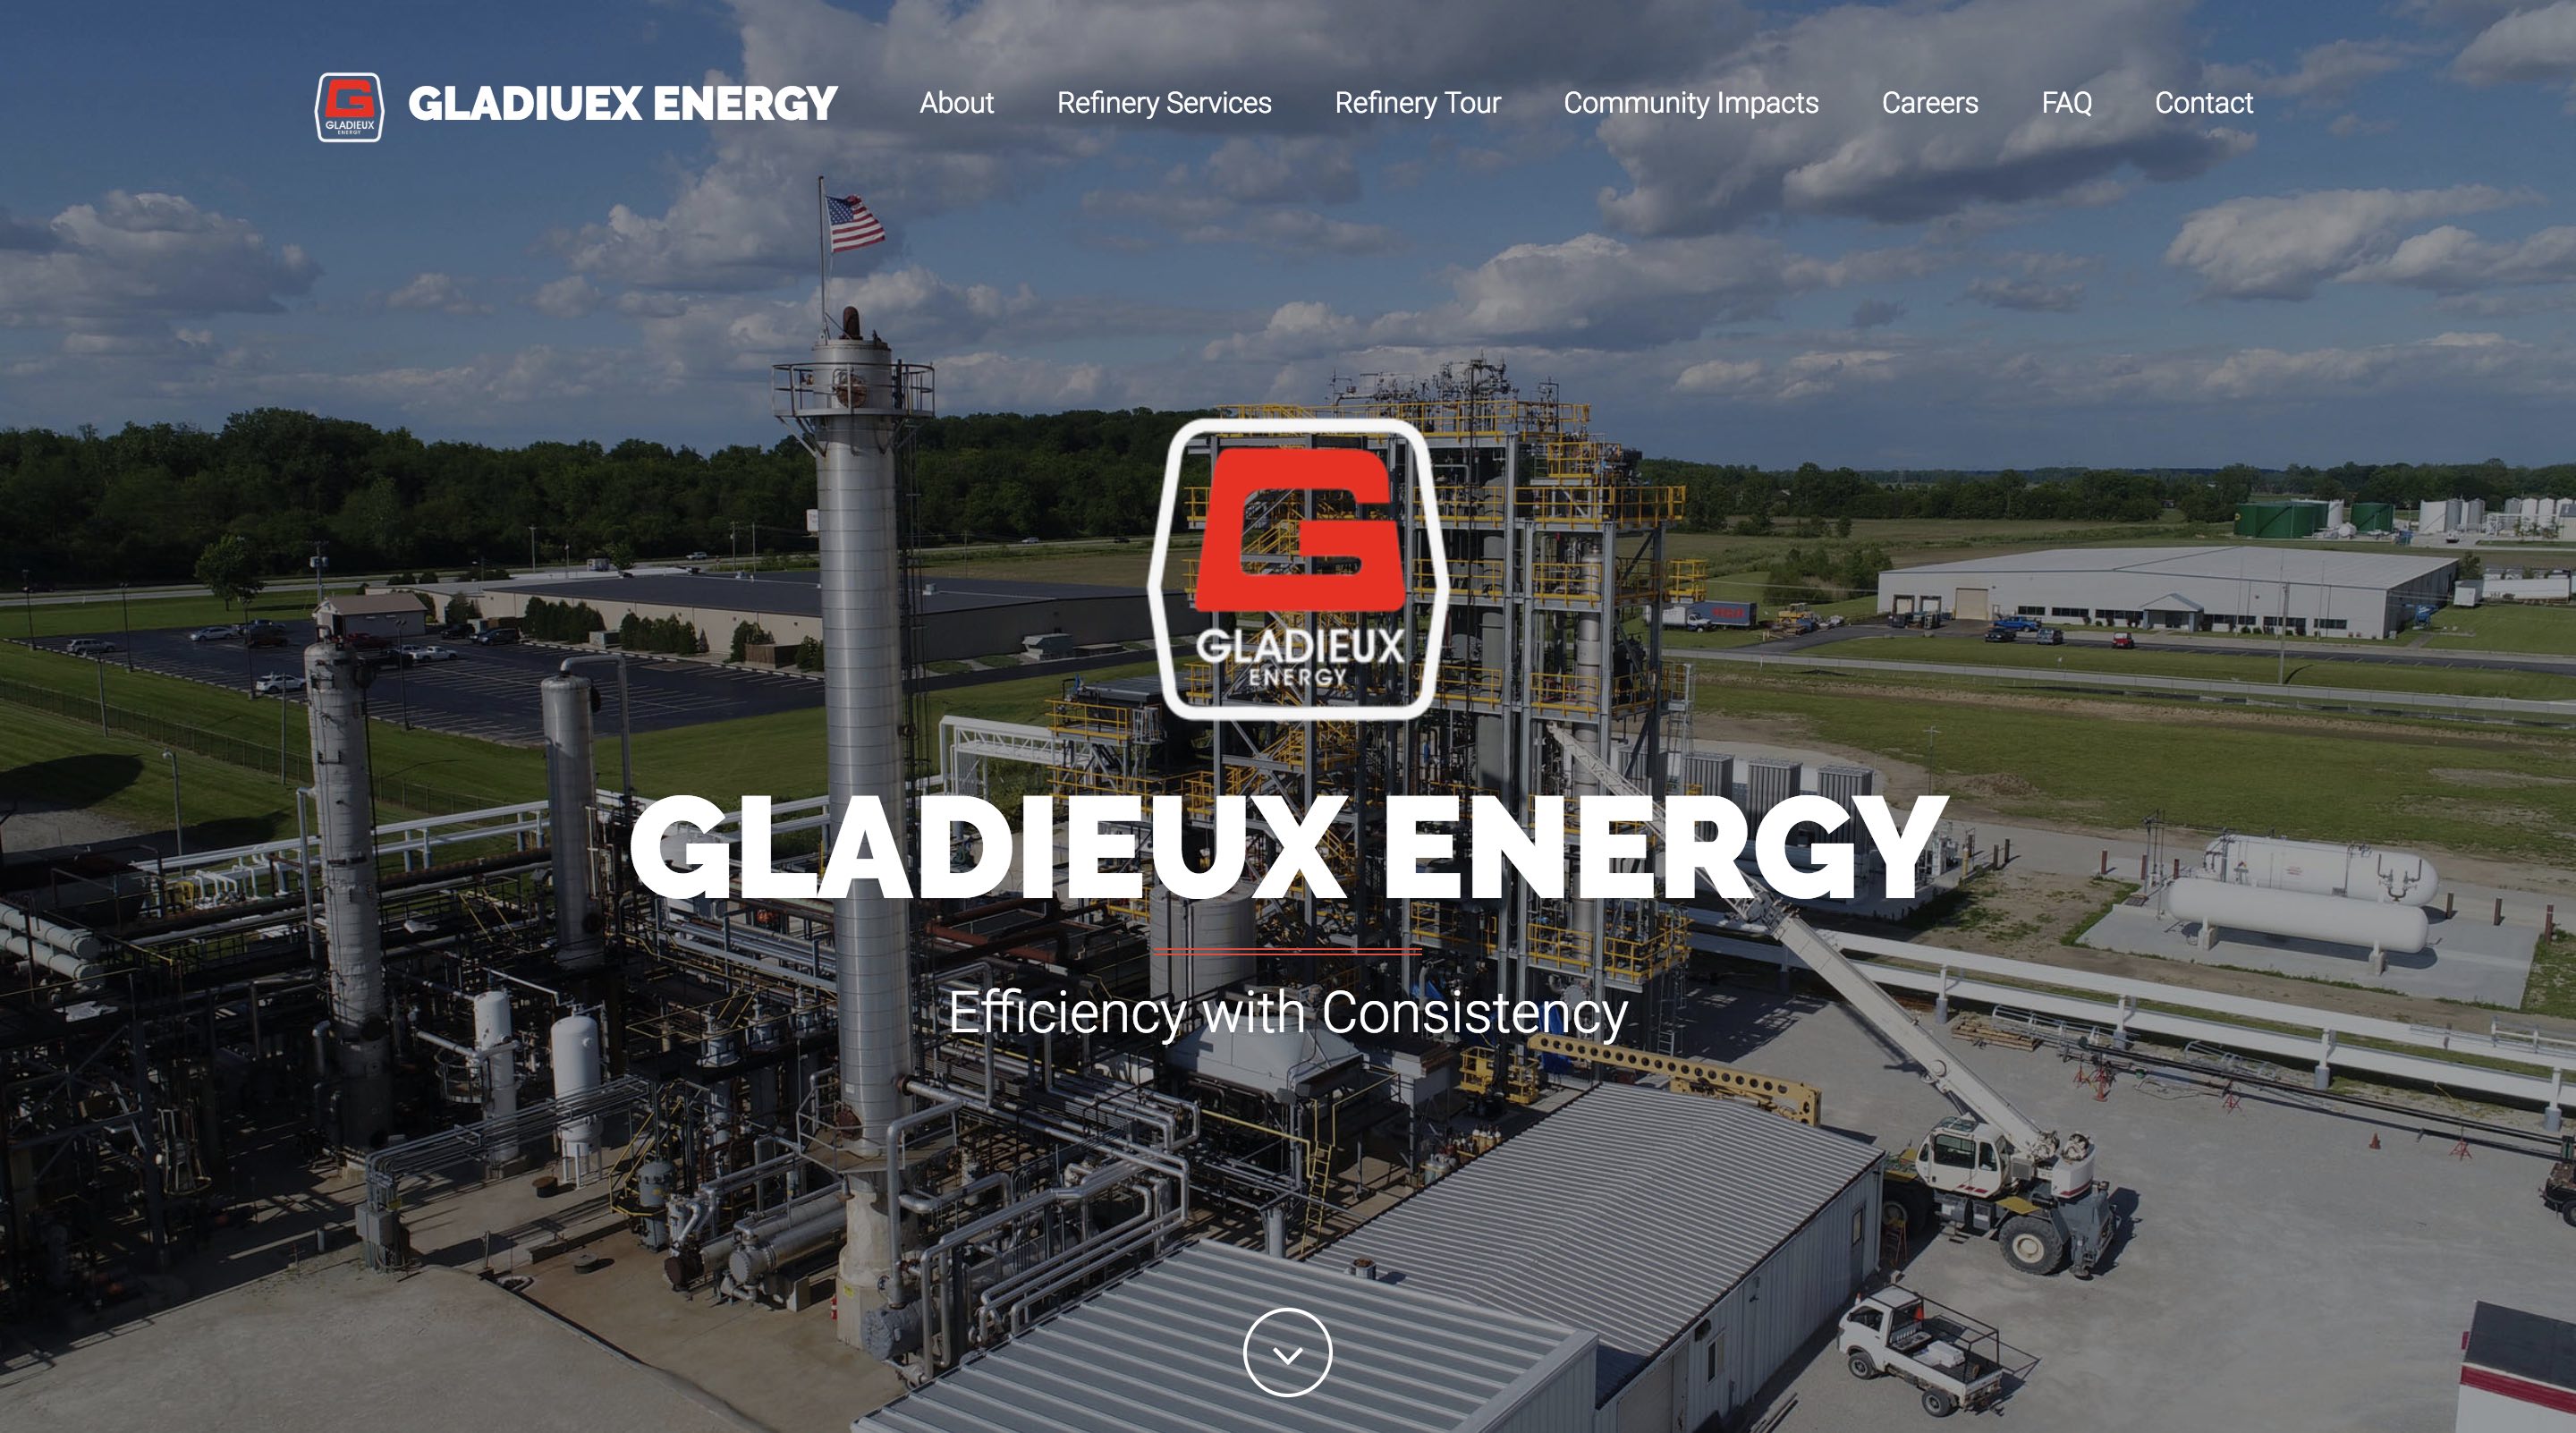 GLADIEUX
ENERGY
GLADIUEX ENERGY
About
Refinery Services
Refinery Tour
Community Impacts
Careers
FAQ
Contact
GLADIEUX
ENERGY
GLADIEUX ENERGY
Efficiency with Consistency